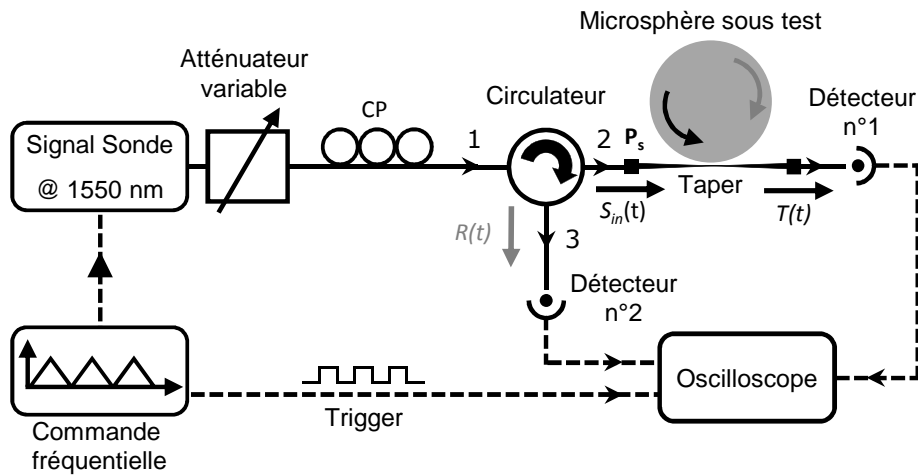 Microsphère sous test
Atténuateur
variable
CP
Circulateur
Détecteur
n°1
Signal Sonde
@ 1550 nm
1
2
Ps
Taper
Sin(t)
T(t)
R(t)
3
Détecteur
n°2
Oscilloscope
Trigger
Commande
fréquentielle